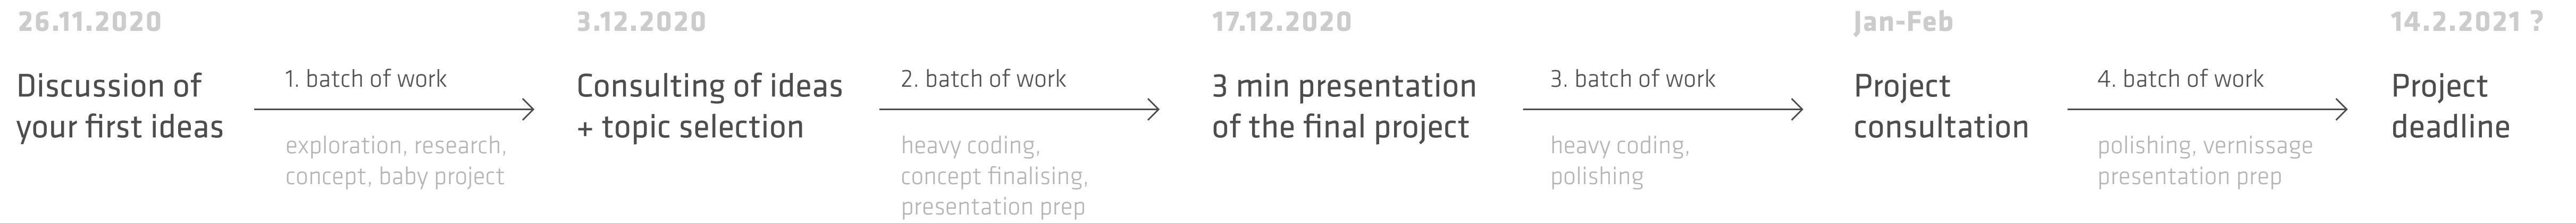 26.11.2020
Discussion of
your first ideas
1. batch of work
exploration, research,
concept, baby project
3.12.2020
Consulting of ideas
+ topic selection
2. batch of work
heavy coding,
concept finalising,
presentation prep
17.12.2020
3 min presentation
of the final project
3. batch of work
heavy coding,
polishing
Jan-Feb
Project
consultation
4. batch of work
polishing, vernissage
presentation prep
14.2.2021 ?
Project
deadline